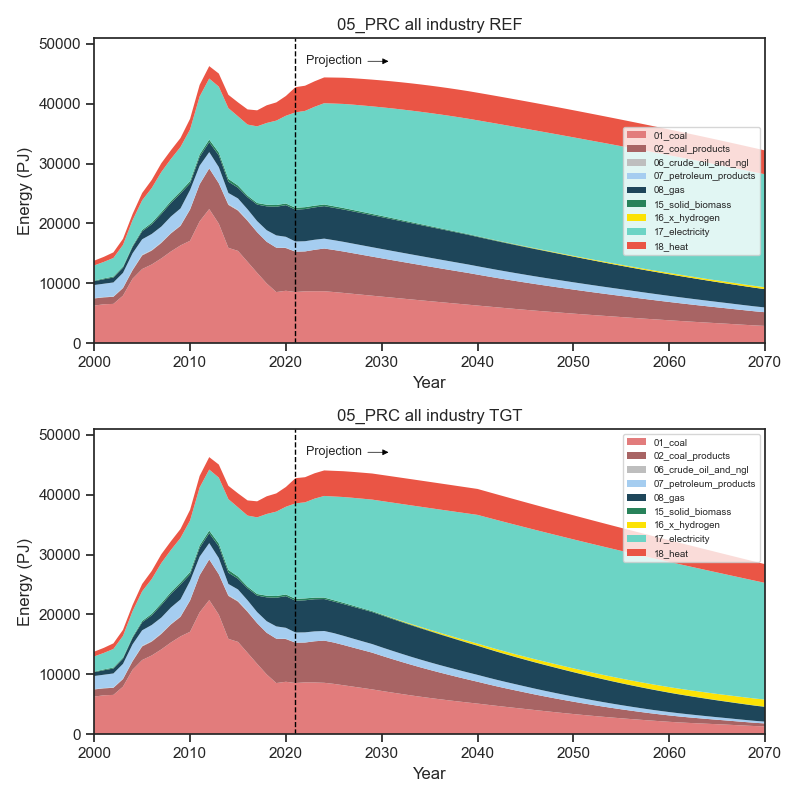 05_PRC all industry REF
50000
Projection
40000
30000
20000
10000
0
Energy (PJ)
01_coal
02_coal_products
06_crude_oil_and_ngl
07_petroleum_products
08_gas
15_solid_biomass
16_x_hydrogen
17_electricity
18_heat
2000 2010 2020 2030 2040 2050 2060 2070
Year
05_PRC all industry TGT
50000
Projection
40000
30000
20000
10000
0
Energy (PJ)
01_coal
02_coal_products
06_crude_oil_and_ngl
07_petroleum_products
08_gas
15_solid_biomass
16_x_hydrogen
17_electricity
18_heat
2000 2010 2020 2030 2040 2050 2060 2070
Year